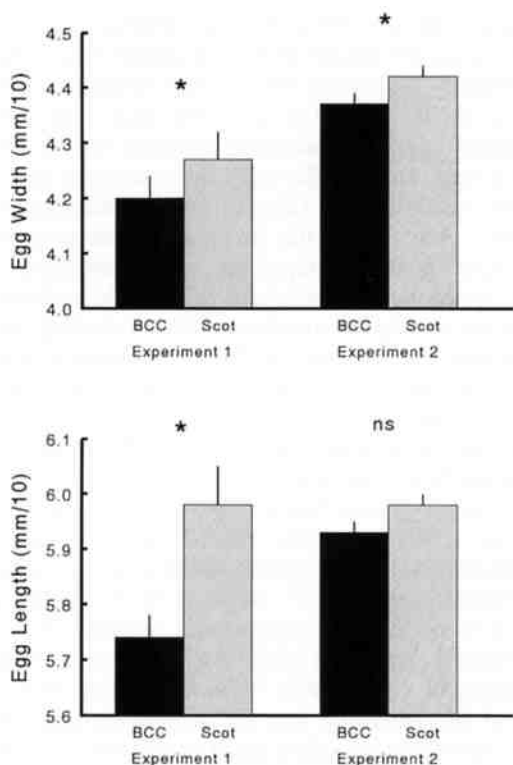 *
*
4.5
4.4
4.3
4.2
4.1
4.0
Egg Width (mm/10)
BCC Scot BCC Scot
Experiment 1 Experiment 2
* ns
6.1
6.0
5.9
5.8
5.7
5.6
Egg Length (mm/10)
BCC Scot BCC Scot
Experiment 1 Experiment 2